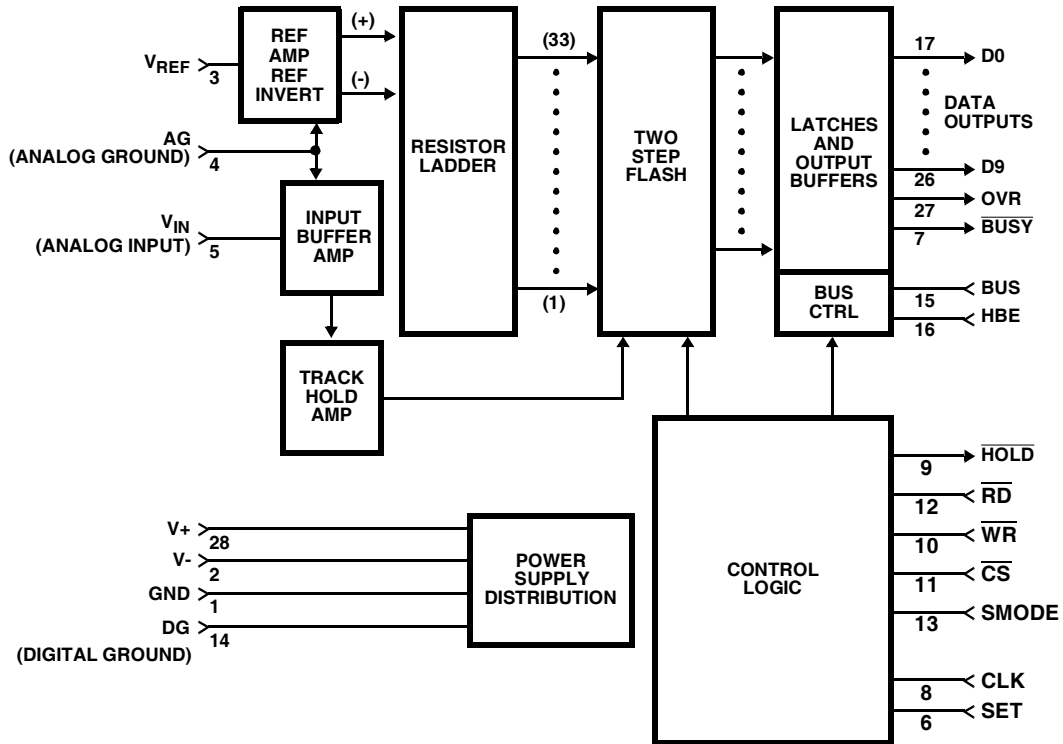 REF
AMP
REF
INVERT
(+)
(-)
VREF
3
AG
(ANALOG GROUND)
4
VIN
(ANALOG INPUT)
5
INPUT
BUFFER
AMP
TRACK
HOLD
AMP
RESISTOR
LADDER
(33)
(1)
TWO
STEP
FLASH
LATCHES
AND
OUTPUT
BUFFERS
BUS
CTRL
17
D0
DATA
OUTPUTS
D9
26
OVR
27
BUSY
7
BUS
15
HBE
16
CONTROL
LOGIC
HOLD
9
RD
12
WR
10
CS
11
SMODE
13
CLK
8
SET
6
V+
28
V-
2
GND
1
DG
14
(DIGITAL GROUND)
POWER
SUPPLY
DISTRIBUTION